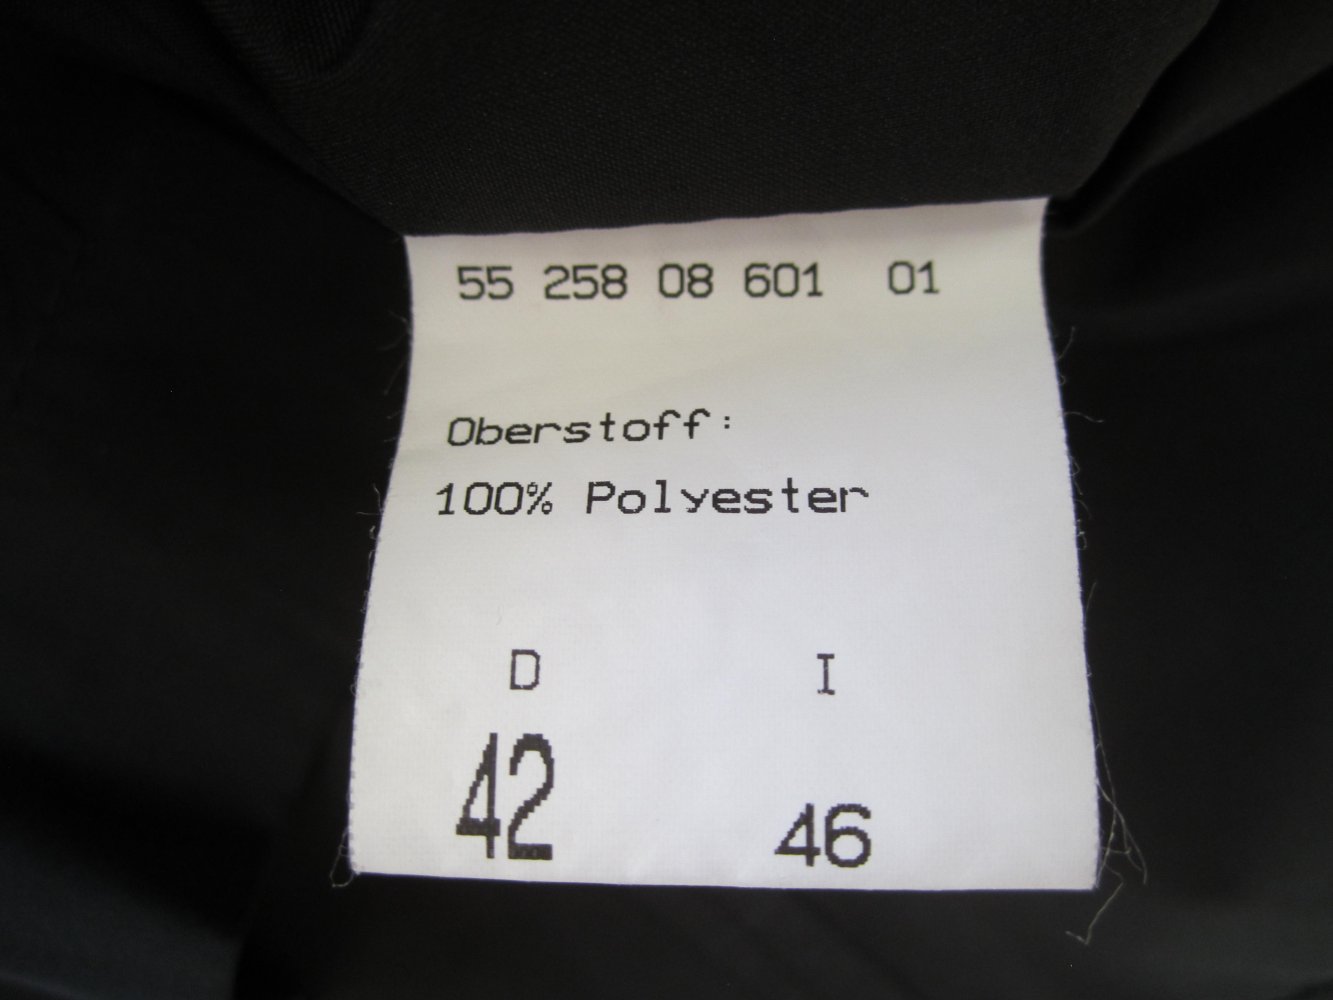 55 258 08 601 01
Oberstoff:
100% Polyester
D I
42 46